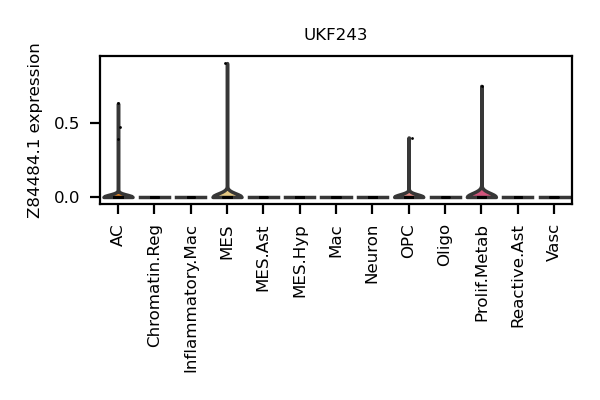 UKF243
Z84484.1 expression
0.5
0.0
AC
Chromatin.Reg
Inflammatory.Mac
MES
MES.Ast
MES.Hyp
Mac
Neuron
OPC
Oligo
Prolif.Metab
Reactive.Ast
Vasc